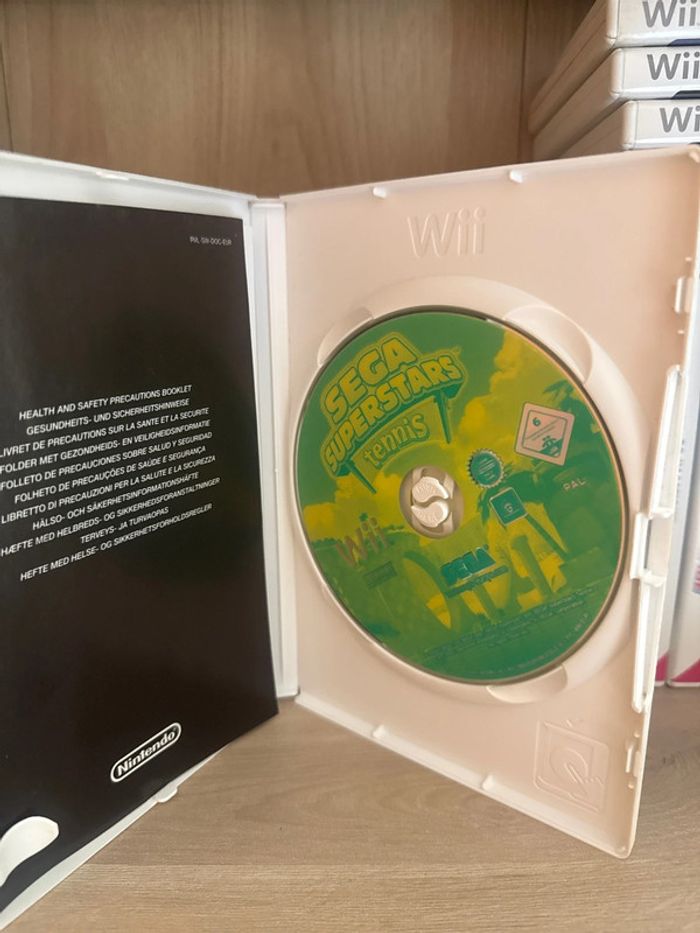 Wii
Wii
Wii
RVL-SW-DOC-EUR
HEALTH AND SAFETY PRECAUTIONS BOOKLET
GESUNDHEITS- UND SICHERHEITSHINWEISE
LIVRET DE PRECAUTIONS SUR LA SANTE ET LA SECURITE
FOLDER MET GEZONDHEIDS- EN VEILIGHEIDSINFORMATIE
FOLLETO DE PRECAUCIONES SOBRE SALUD Y SEGURIDAD
FOLHETO DE PRECAUÇÕES DE SAÚDE E SEGURANÇA
LIBRETTO DI PRECAUZIONI PER LA SALUTE E LA SICUREZZA
HÄLSO- OCH SÄKERHETSINFORMATIONSHÄFTE
HÆFTE MED HELBREDS- OG SIKKERHEDSFORANSTALTNINGER
TERVEYS- JA TURVAOPAS
HEFTE MED HELSE- OG SIKKERHETSFORHOLDSREGLER
Nintendo
Wii
SEGA
SUPERSTARS
tennis
PAL
Wii
SEGA